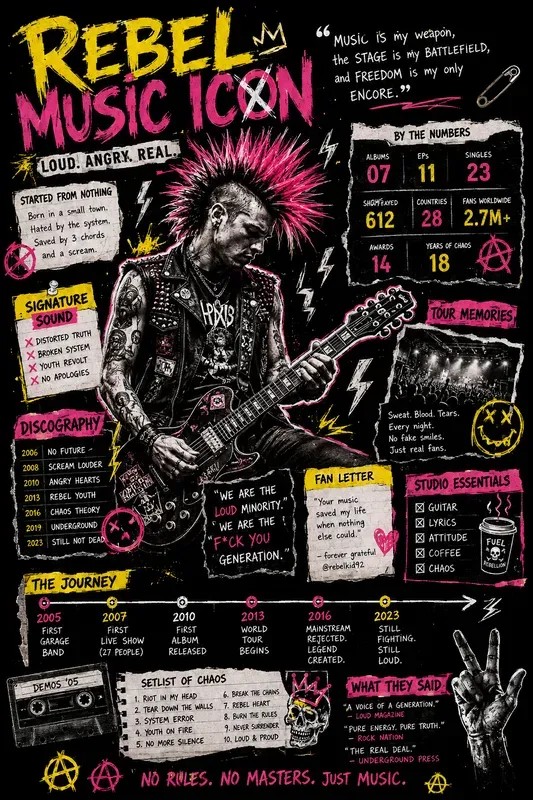 REBEL
MUSIC ICON
LOUD. ANGRY. REAL.
“MUSIC is my weapon,
the STAGE is my BATTLEFIELD,
and FREEDOM is my only
ENCORE.”
STARTED FROM NOTHING
Born in a small town.
Hated by the system.
Saved by 3 chords
and a scream.
BY THE NUMBERS
ALBUMS
07
EPs
11
SINGLES
23
612
COUNTRIES
28
FANS WORLDWIDE
2.7M+
AWARDS
14
YEARS OF CHAOS
18
SIGNATURE
SOUND
X DISTORTED TRUTH
X BROKEN SYSTEM
X YOUTH REVOLT
X NO APOLOGIES
TOUR MEMORIES
Sweat. Blood. Tears.
Every night.
No fake smiles.
Just real fans.
DISCOGRAPHY
2006 NO FUTURE
2008 SCREAM LOUDER
2010 ANGRY HEARTS
2013 REBEL YOUTH
2016 CHAOS THEORY
2019 UNDERGROUND
2023 STILL NOT DEAD
“WE ARE THE
LOUD MINORITY.
WE ARE THE
F*CK YOU
GENERATION.”
FAN LETTER
“Your music
saved my life
when nothing
else could.”
- forever grateful
@rebelkid92
STUDIO ESSENTIALS
GUITAR
LYRICS
ATTITUDE
COFFEE
CHAOS
FUEL
REBELLION
THE JOURNEY
2005
FIRST
GARAGE
BAND
2007
FIRST
LIVE SHOW
(27 PEOPLE)
2010
FIRST
ALBUM
RELEASED
2013
WORLD
TOUR
BEGINS
2016
MAINSTREAM
REJECTED.
LEGEND
CREATED.
2023
STILL
FIGHTING.
STILL
LOUD.
DEMOS '05
SETLIST OF CHAOS
1. RIOT IN MY HEAD
2. TEAR DOWN THE WALLS
3. SYSTEM ERROR
4. YOUTH ON FIRE
5. NO MORE SILENCE
6. BREAK THE CHAINS
7. REBEL HEART
8. BURN THE RULES
9. NEVER SURRENDER
10. LOUD & PROUD
WHAT THEY SAID
“A VOICE OF A GENERATION.”
– LOUD MAGAZINE
“PURE ENERGY, PURE TRUTH.”
– ROCK NATION
“THE REAL DEAL.”
– UNDERGROUND PRESS
NO RULES. NO MASTERS. JUST MUSIC.